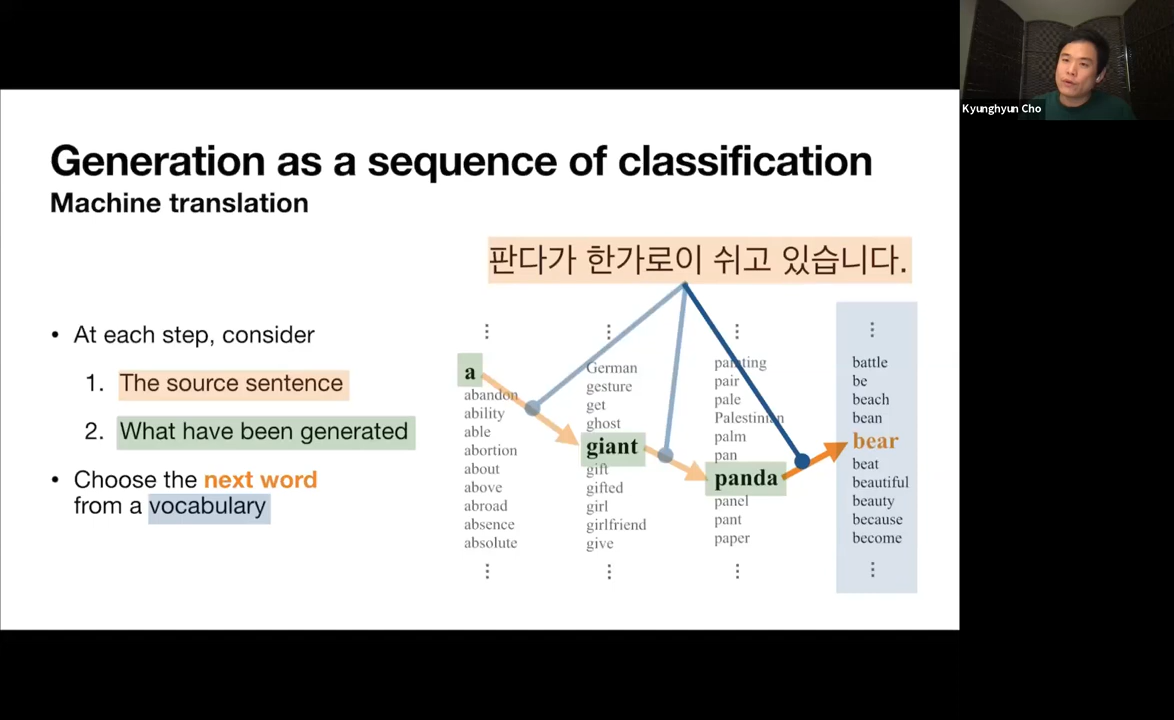 Kyunghyun Cho
Generation as a sequence of classification
Machine translation
판다가 한가로이 쉬고 있습니다.
• At each step, consider
1. The source sentence
2. What have been generated
• Choose the next word
from a vocabulary
⋮
a
abandon
ability
able
abortion
about
above
abroad
absence
absolute
⋮
⋮
German
gesture
get
ghost
giant
gift
gifted
girl
girlfriend
give
⋮
⋮
painting
pair
pale
Palestinian
palm
pan
panda
panel
pant
paper
⋮
⋮
battle
be
beach
bean
bear
beat
beautiful
beauty
because
become
⋮